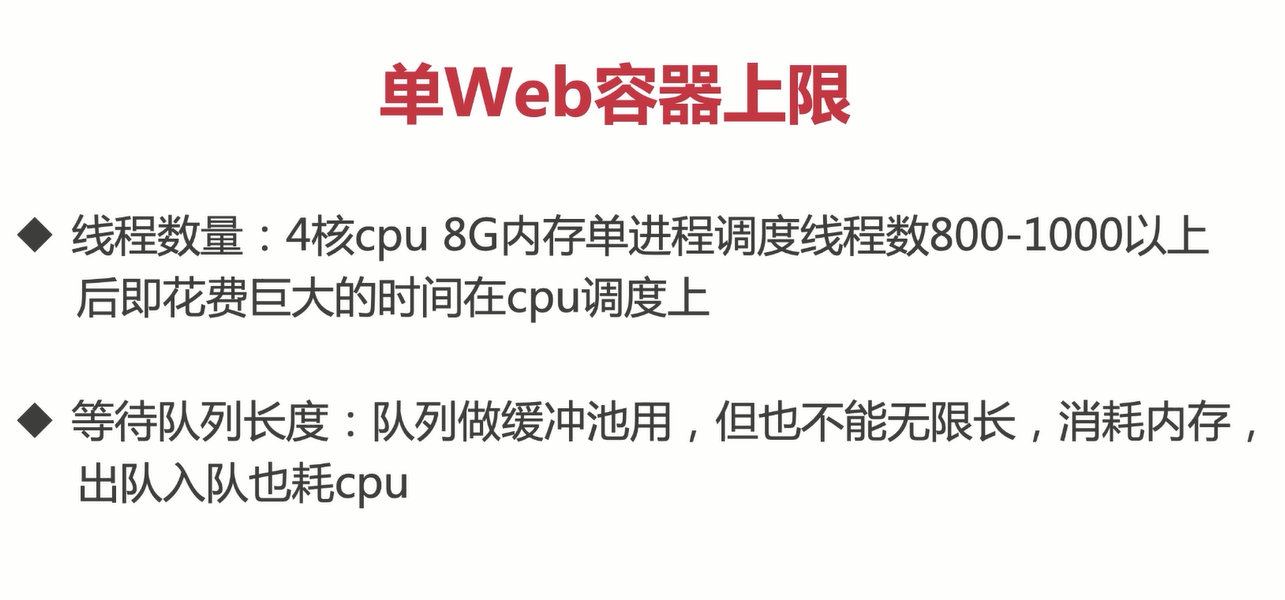 单Web容器上限
◆ 线程数量：4核cpu 8G内存单进程调度线程数800-1000以上
后即花费巨大的时间在cpu调度上
◆ 等待队列长度：队列做缓冲池用，但也不能无限长，消耗内存，
出队入队也耗cpu